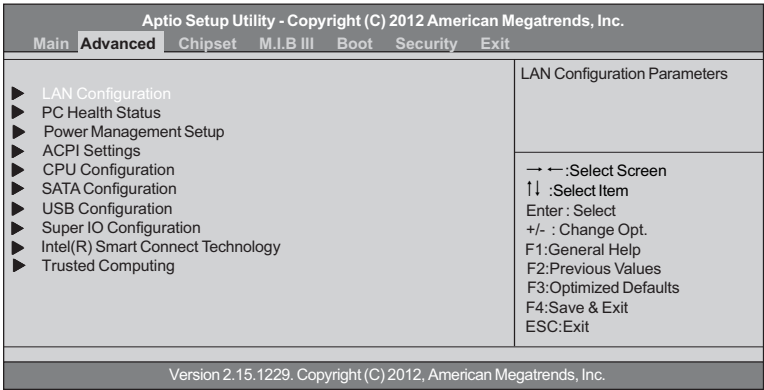 Aptio Setup Utility - Copyright (C) 2012 American Megatrends, Inc.
Main Advanced Chipset M.I.B III Boot Security Exit
LAN Configuration
PC Health Status
Power Management Setup
ACPI Settings
CPU Configuration
SATA Configuration
USB Configuration
Super IO Configuration
Intel(R) Smart Connect Technology
Trusted Computing
LAN Configuration Parameters
→ ←:Select Screen
↑↓ :Select Item
Enter : Select
+/- : Change Opt.
F1:General Help
F2:Previous Values
F3:Optimized Defaults
F4:Save & Exit
ESC:Exit
Version 2.15.1229. Copyright (C) 2012, American Megatrends, Inc.